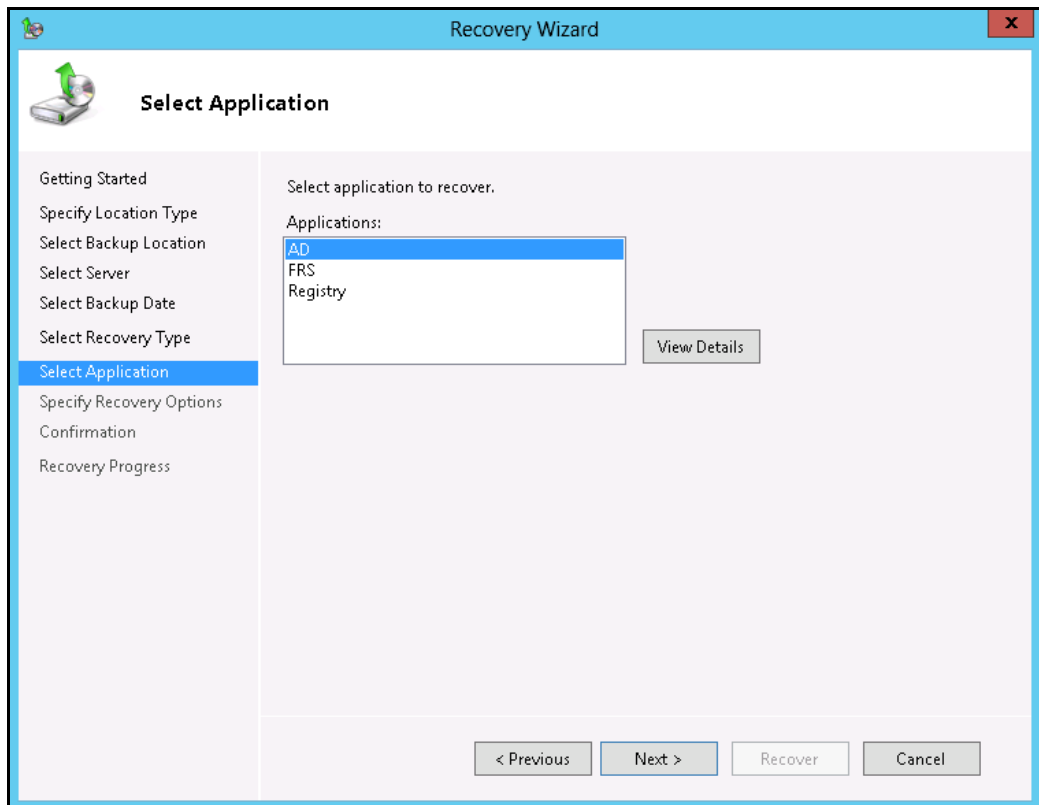 Recovery Wizard
x
Select Application
Getting Started
Specify Location Type
Select Backup Location
Select Server
Select Backup Date
Select Recovery Type
Select Application
Specify Recovery Options
Confirmation
Recovery Progress
Select application to recover.
Applications:
AD
FRS
Registry
View Details
< Previous
Next >
Recover
Cancel